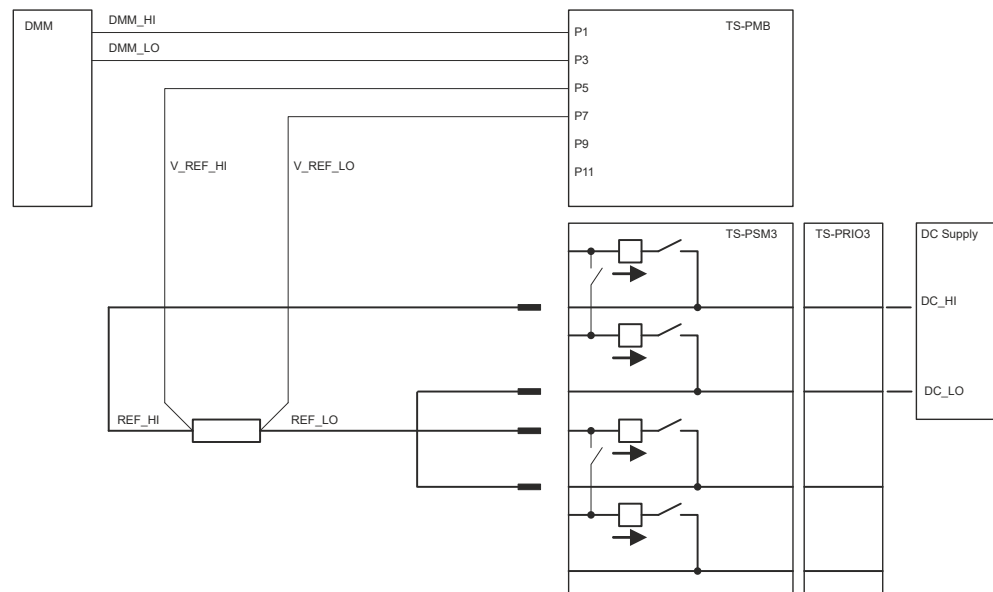 DMM
DMM_HI
DMM_LO
TS-PMB
P1
P3
P5
P7
P9
P11
V_REF_HI
V_REF_LO
TS-PSM3
TS-PRIO3
DC Supply
DC_HI
DC_LO
REF_HI
REF_LO